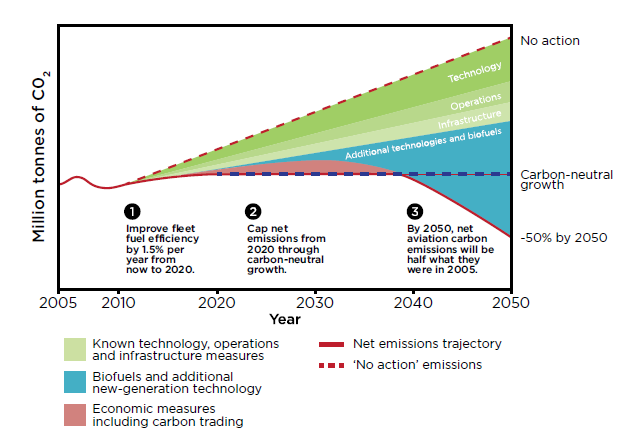 Million tonnes of CO2
No action
Technology
Operations
Infrastructure
Additional technologies and biofuels
Carbon-neutral
growth
-50% by 2050
1
Improve fleet
fuel efficiency
by 1.5% per
year from
now to 2020.
2
Cap net
emissions from
2020 through
carbon-neutral
growth.
3
By 2050, net
aviation carbon
emissions will be
half what they
were in 2005.
2005 2010 2020 2030 2040 2050
Year
Known technology, operations
and infrastructure measures
Biofuels and additional
new-generation technology
Economic measures
including carbon trading
Net emissions trajectory
‘No action’ emissions